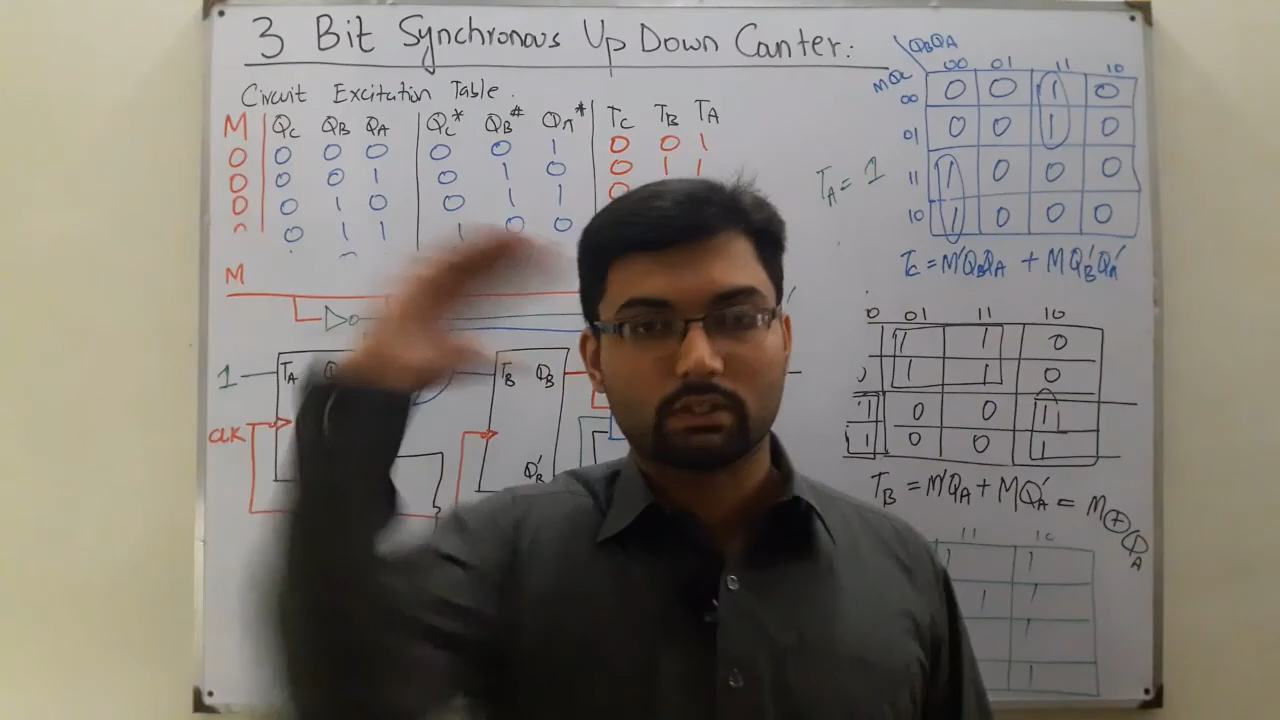 3 Bit Synchronous Up Down Canter:
Circuit Excitation Table.
M QC QB QA QC* QB* QA* TC TB TA
0 0 0 0 0 0 1 0 0 1
0 0 0 1 0 1 0 0 1 1
0 0 1 0 0 1 1 0
0 1 1 1 0 0
M
1 TA
CLK
TB QB
QB'
QBQA
MQC 00 01 11 10
00 0 0 1 0
01 0 0 1 0
11 1 0 0 0
10 1 0 0 0
TA = 1
TC = M'QBQA + MQB'QA'
0 01 11 10
1 1 0
1 1 0
1 0 0 1
1 0 0 1
TB = M'QA + MQA' = M ⊕ QA
11 10
1 1
1 1
1
1